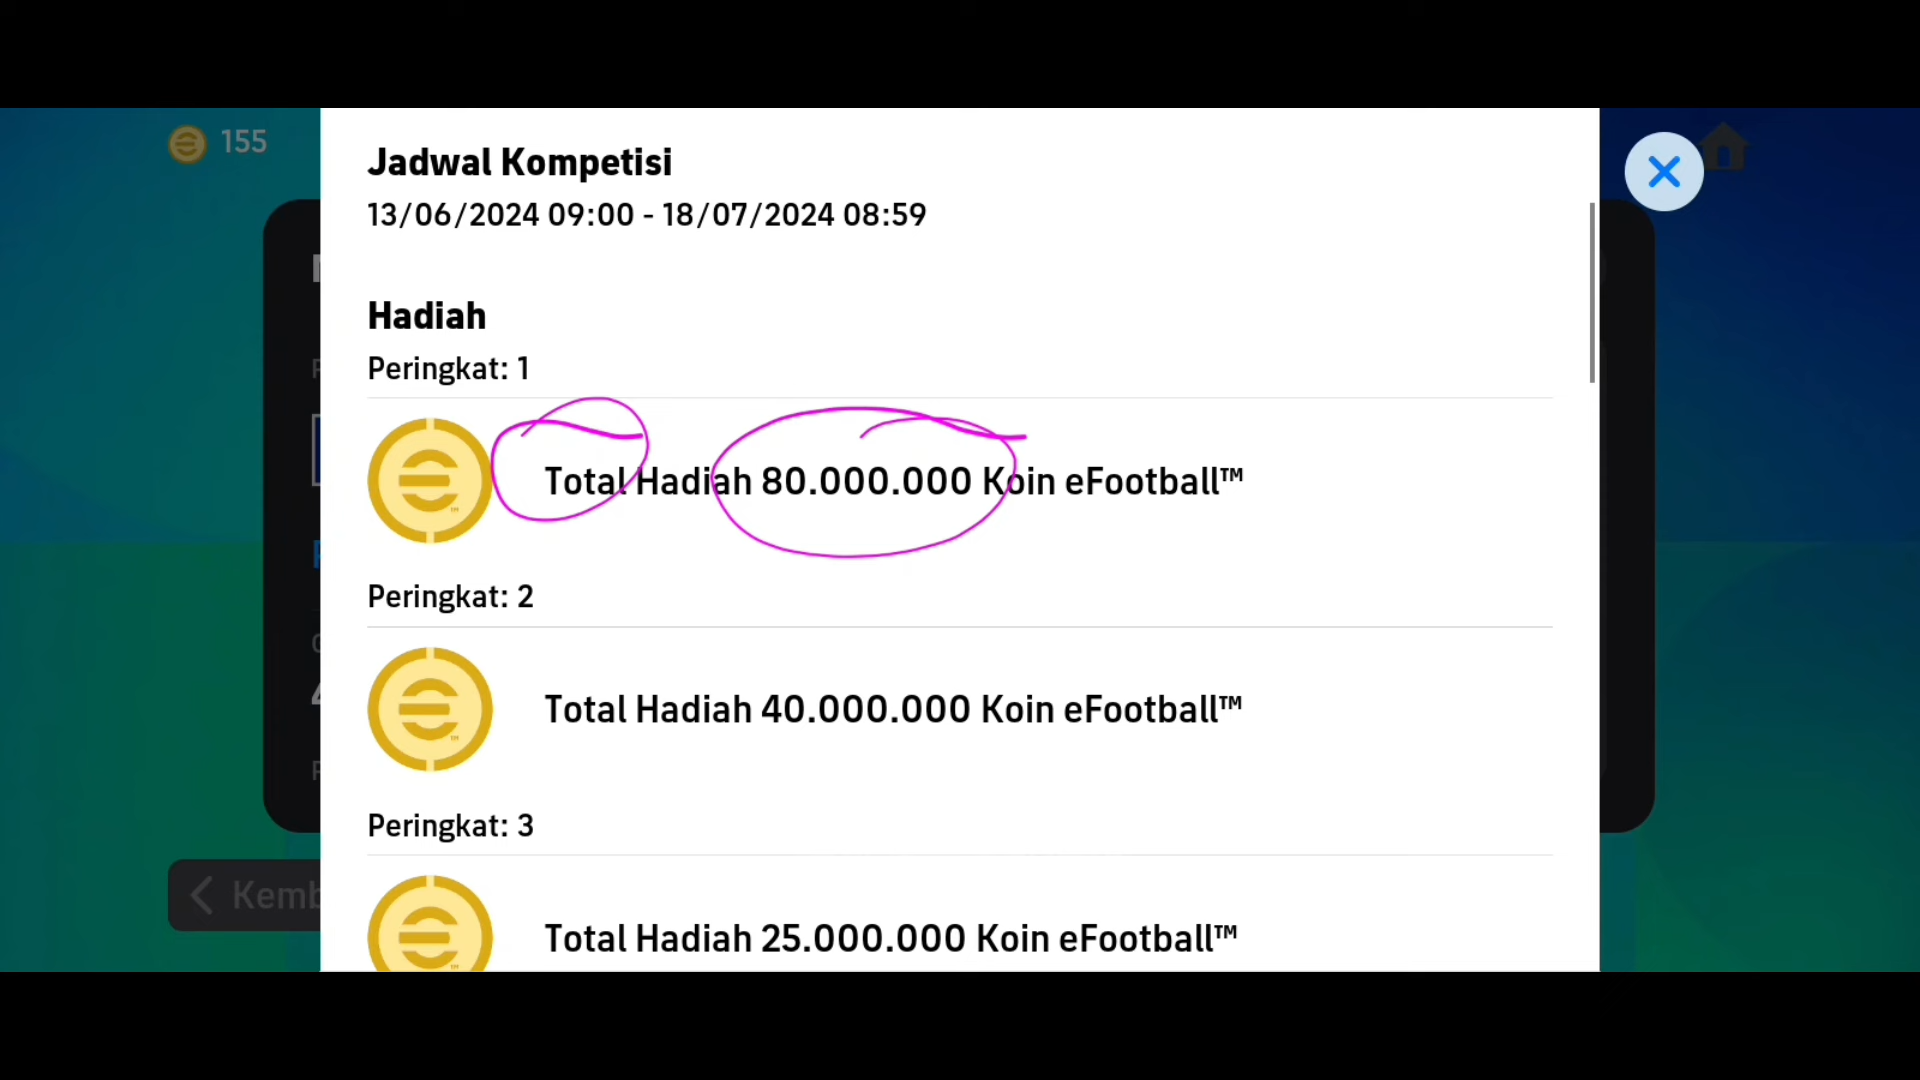 155
Jadwal Kompetisi
13/06/2024 09:00 - 18/07/2024 08:59
Hadiah
Peringkat: 1
Total Hadiah 80.000.000 Koin eFootball™
Peringkat: 2
Total Hadiah 40.000.000 Koin eFootball™
Peringkat: 3
Total Hadiah 25.000.000 Koin eFootball™
Kemb